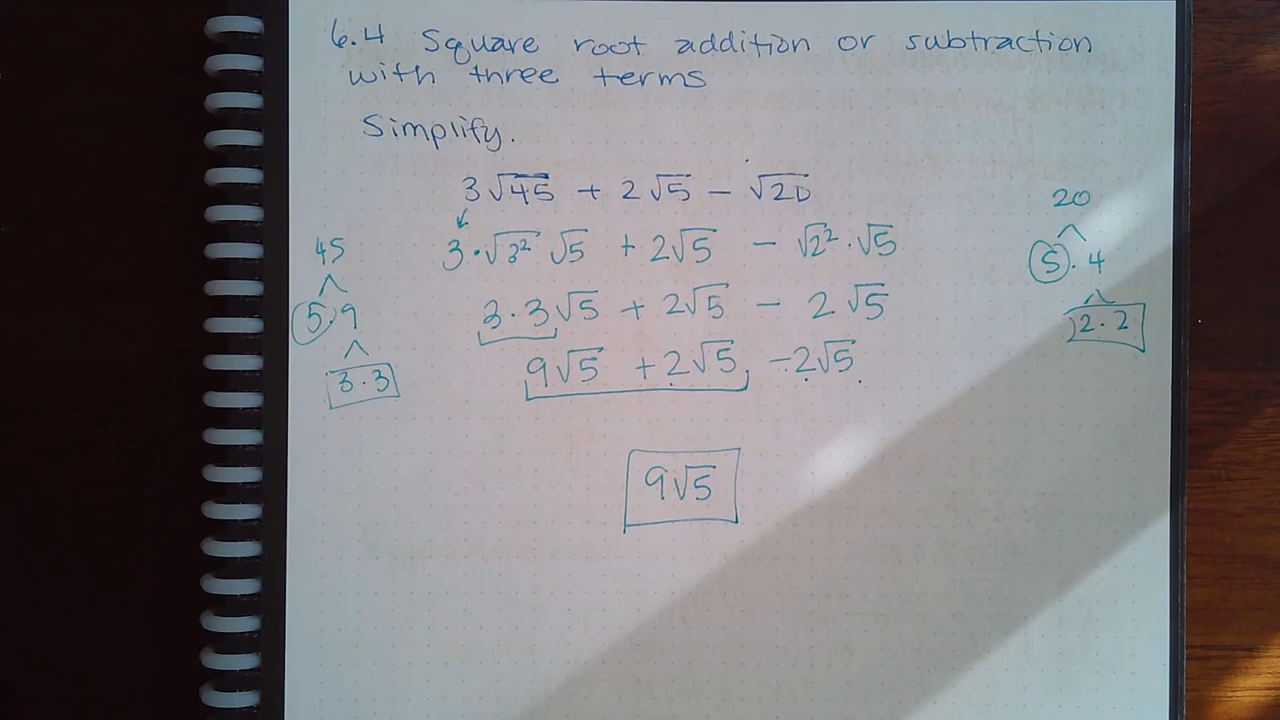 6.4 Square root addition or subtraction
with three terms
Simplify.
3√45 + 2√5 − √20
3·√3² √5 + 2√5 − √2²·√5
3·3√5 + 2√5 − 2√5
9√5 + 2√5 − 2√5
9√5
45
5·9
3·3
20
5·4
2·2